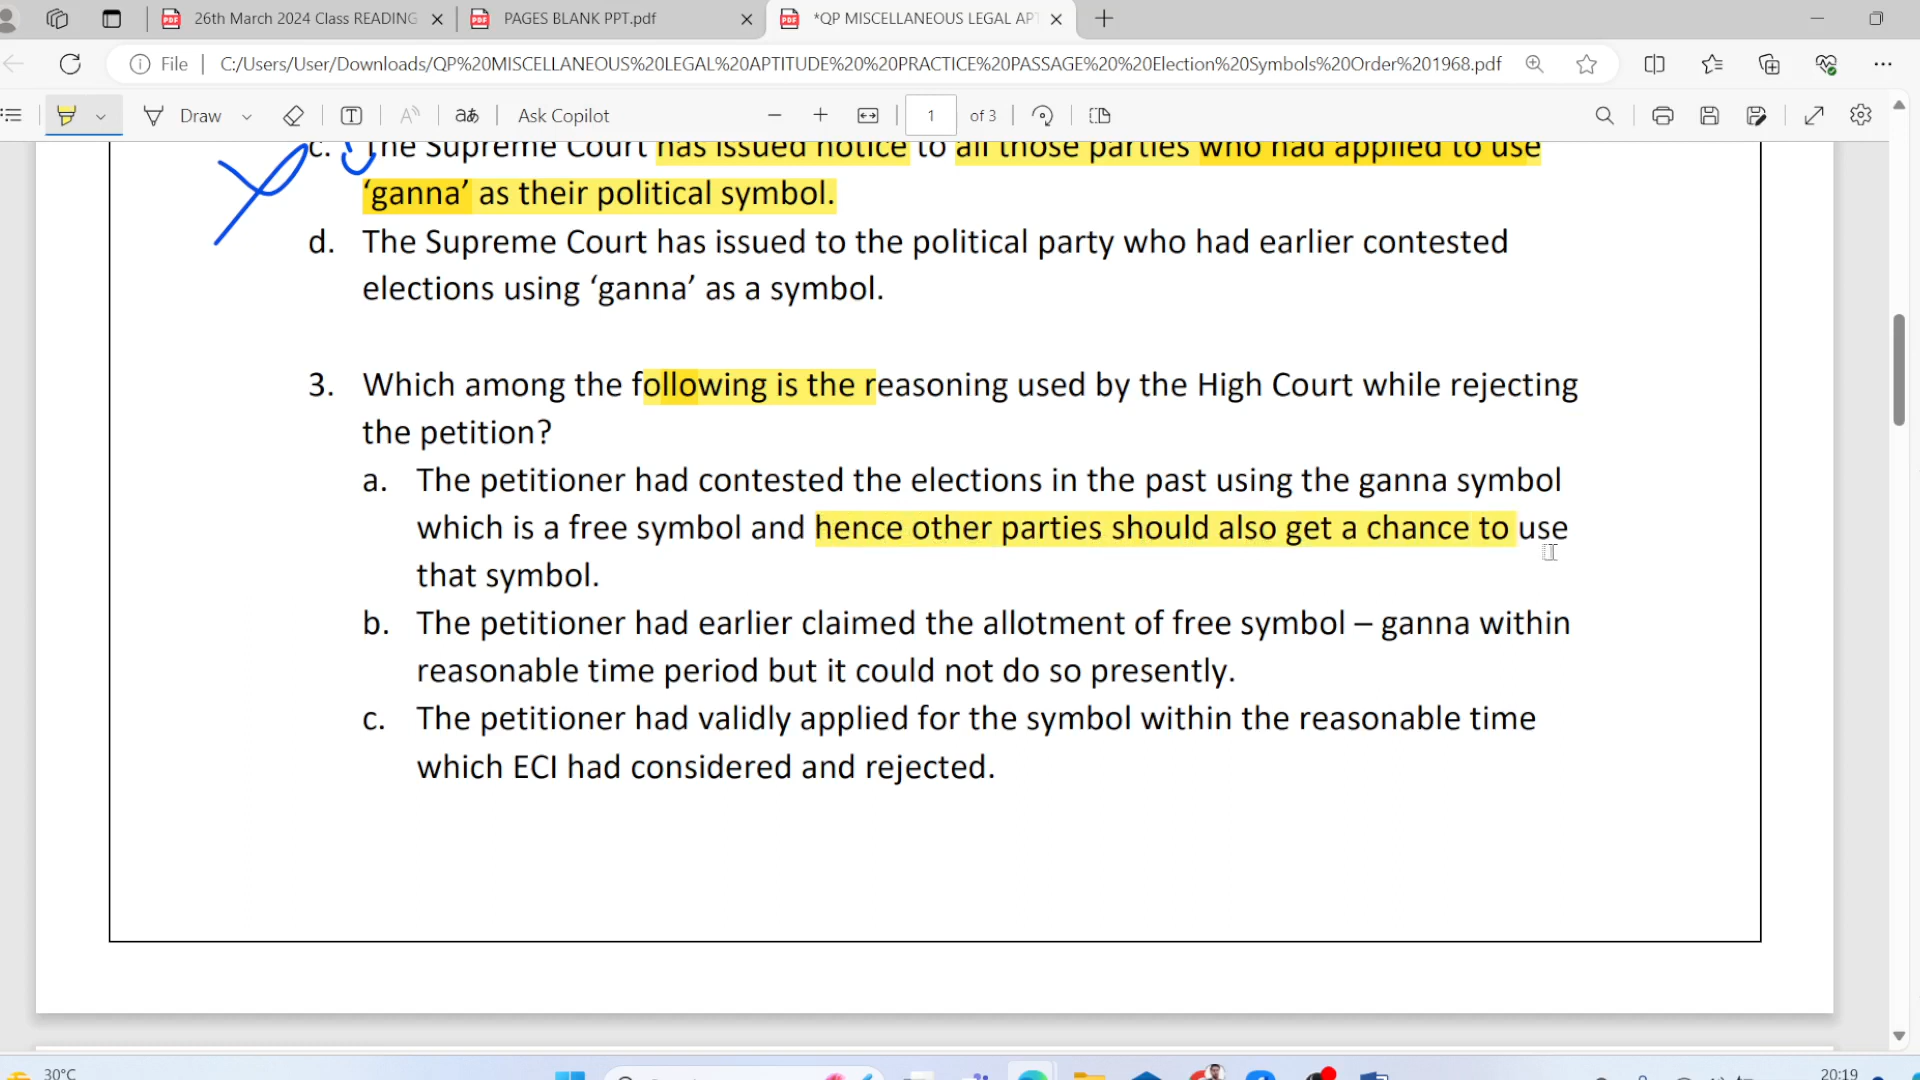 26th March 2024 Class READING
PAGES BLANK PPT.pdf
*QP MISCELLANEOUS LEGAL APT
File | C:/Users/User/Downloads/QP%20MISCELLANEOUS%20LEGAL%20APTITUDE%20%20PRACTICE%20PASSAGE%20%20Election%20Symbols%20Order%201968.pdf
Draw
aあ
Ask Copilot
1 of 3
c. The Supreme Court has issued notice to all those parties who had applied to use
‘ganna’ as their political symbol.
d. The Supreme Court has issued to the political party who had earlier contested
elections using ‘ganna’ as a symbol.
3. Which among the following is the reasoning used by the High Court while rejecting
the petition?
a. The petitioner had contested the elections in the past using the ganna symbol
which is a free symbol and hence other parties should also get a chance to use
that symbol.
b. The petitioner had earlier claimed the allotment of free symbol – ganna within
reasonable time period but it could not do so presently.
c. The petitioner had validly applied for the symbol within the reasonable time
which ECI had considered and rejected.
30°C
20:19